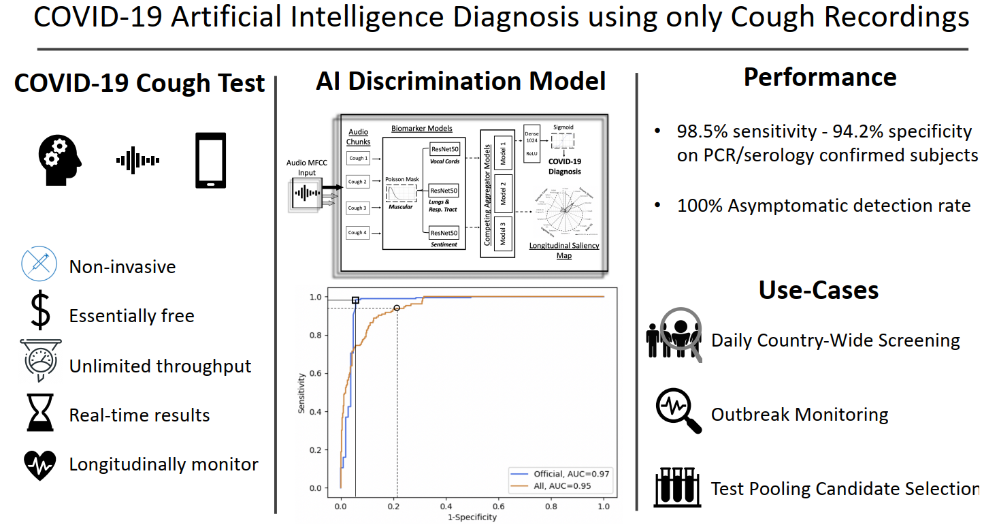 COVID-19 Artificial Intelligence Diagnosis using only Cough Recordings
COVID-19 Cough Test
Non-invasive
$
Essentially free
Unlimited throughput
Real-time results
Longitudinally monitor
AI Discrimination Model
Audio MFCC
Input
Audio
Chunks
Cough 1
Cough 2
Cough 3
Cough 4
Biomarker Models
Poisson Mask
Muscular
ResNet50
Vocal Cords
ResNet50
Lungs &
Resp. Tract
ResNet50
Sentiment
Competing Aggregator Models
Model 1
Model 2
Model 3
Dense
1024
ReLU
Sigmoid
COVID-19
Diagnosis
Longitudinal Saliency
Map
1.0
0.8
0.6
0.4
0.2
0.0
Sensitivity
0.0 0.2 0.4 0.6 0.8 1.0
1-Specificity
Official, AUC=0.97
All, AUC=0.95
Performance
• 98.5% sensitivity - 94.2% specificity
on PCR/serology confirmed subjects
• 100% Asymptomatic detection rate
Use-Cases
Daily Country-Wide Screening
Outbreak Monitoring
Test Pooling Candidate Selection